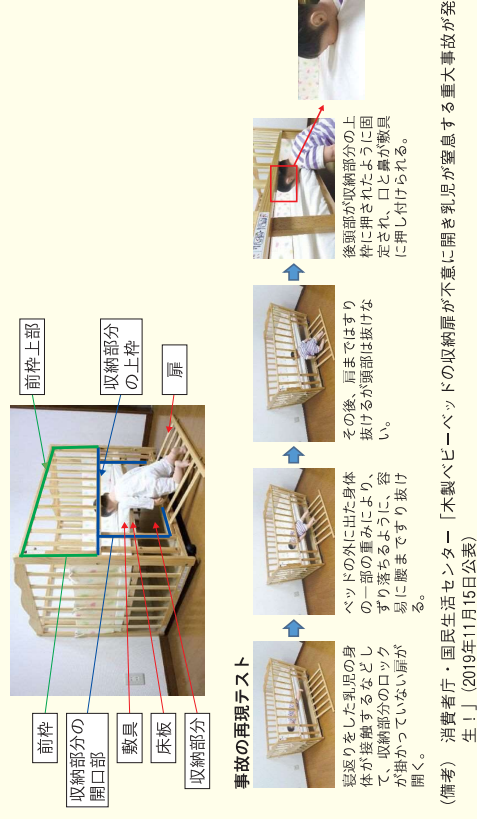 前枠
収納部分の
開口部
敷具
床板
収納部分
前枠上部
収納部分
の上枠
扉
事故の再現テスト
寝返りをした乳児の身
体が接触するなどし
て、収納部分のロック
が掛かっていない扉が
開く。
ベッドの外に出た身体
の一部の重みにより、
ずり落ちるように、容
易に腰まですり抜け
る。
その後、肩まではすり
抜けるが頭部は抜けな
い。
後頭部が収納部分の上
枠に押されたように固
定され、口と鼻が敷具
に押し付けられる。
(備考) 消費者庁・国民生活センター「木製ベビーベッドの収納扉が不意に開き乳児が窒息する重大事故が発
生!」(2019年11月15日公表)